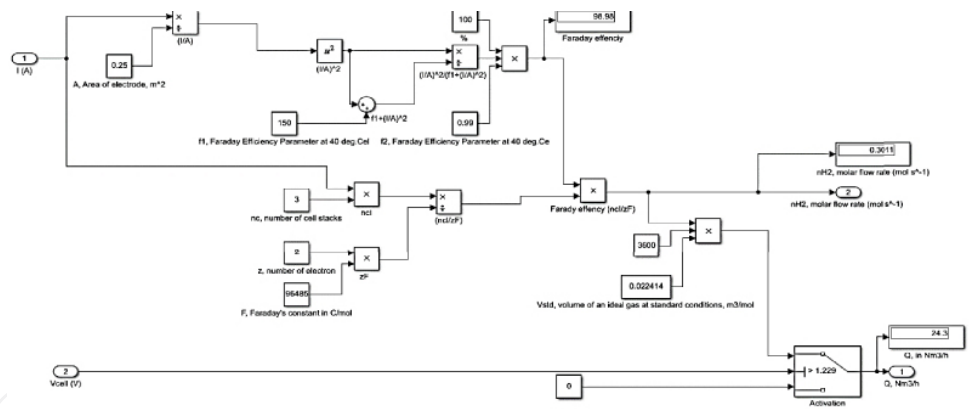 100
%
98.98
Faraday effenciy
×
÷
(I/A)
u²
(I/A)^2
×
÷
(I/A)^2/(f1+(I/A)^2)
×
1
I (A)
0.25
A, Area of electrode, m^2
150
f1+(I/A)^2
0.99
f1, Faraday Efficiency Parameter at 40 deg.Cel
f2, Faraday Efficiency Parameter at 40 deg.Ce
0.3011
nH2, molar flow rate (mol s^-1)
3
nc, number of cell stacks
×
ncI
×
÷
(ncI/zF)
×
Farady effency (ncI/zF)
2
nH2, molar flow rate (mol·s^-1)
2
z, number of electron
×
zF
3600
×
96485
F, Faraday's constant in C/mol
0.022414
Vstd, volume of an ideal gas at standard conditions, m3/mol
24.3
Q, in Nm3/h
2
Vcell (V)
0
> 1.229
Activation
1
Q, Nm3/h